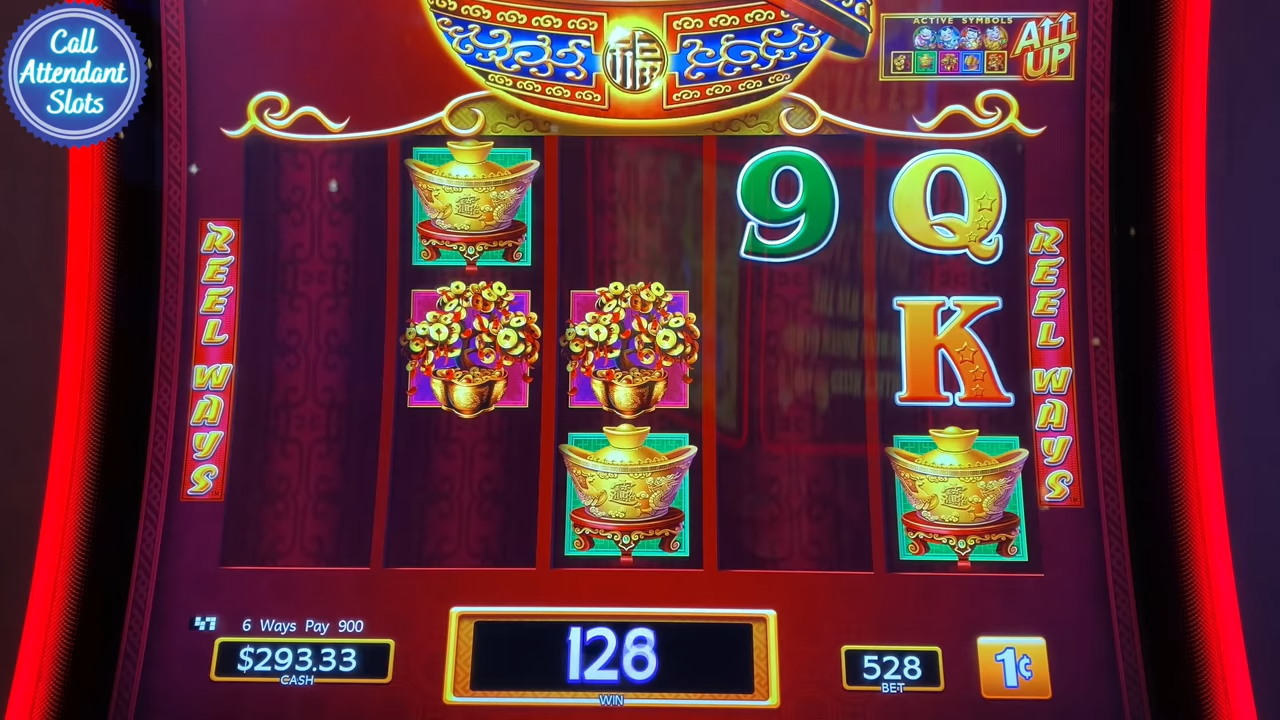 Call
Attendant
Slots
福
ACTIVE SYMBOLS
ALL
UP
REEL WAYS
9
Q
K
REEL WAYS
6 Ways Pay 900
$293.33
CASH
128
WIN
528
BET
1¢